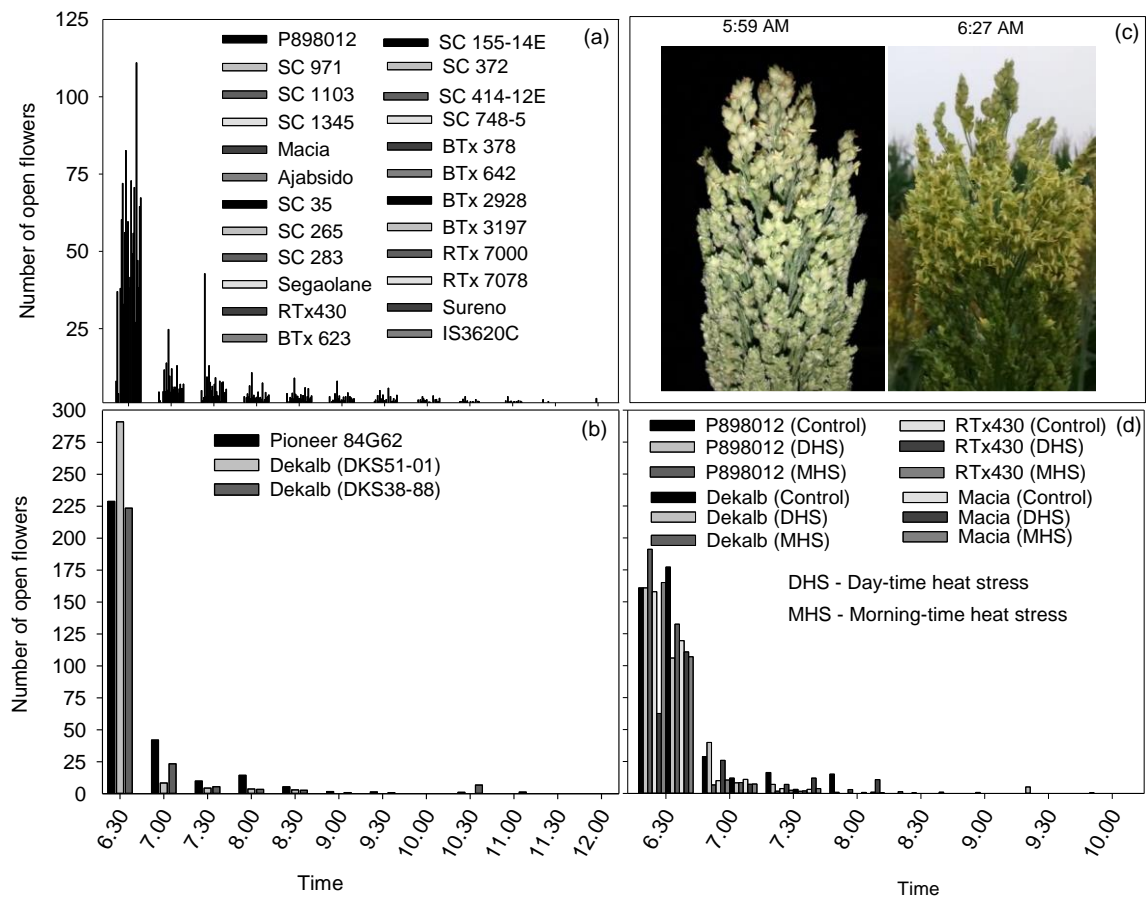 (a)
125
100
75
50
25
Number of open flowers
P898012
SC 971
SC 1103
SC 1345
Macia
Ajabsido
SC 35
SC 265
SC 283
Segaolane
RTx430
BTx 623
SC 155-14E
SC 372
SC 414-12E
SC 748-5
BTx 378
BTx 642
BTx 2928
BTx 3197
RTx 7000
RTx 7078
Sureno
IS3620C
5:59 AM
6:27 AM
(c)
(b)
300
275
250
225
200
175
150
125
100
75
50
25
0
Number of open flowers
Pioneer 84G62
Dekalb (DKS51-01)
Dekalb (DKS38-88)
6.30
7.00
7.30
8.00
8.30
9.00
9.30
10.00
10.30
11.00
11.30
12.00
Time
(d)
P898012 (Control)
P898012 (DHS)
P898012 (MHS)
Dekalb (Control)
Dekalb (DHS)
Dekalb (MHS)
RTx430 (Control)
RTx430 (DHS)
RTx430 (MHS)
Macia (Control)
Macia (DHS)
Macia (MHS)
DHS - Day-time heat stress
MHS - Morning-time heat stress
6.30
7.00
7.30
8.00
8.30
9.00
9.30
10.00
Time